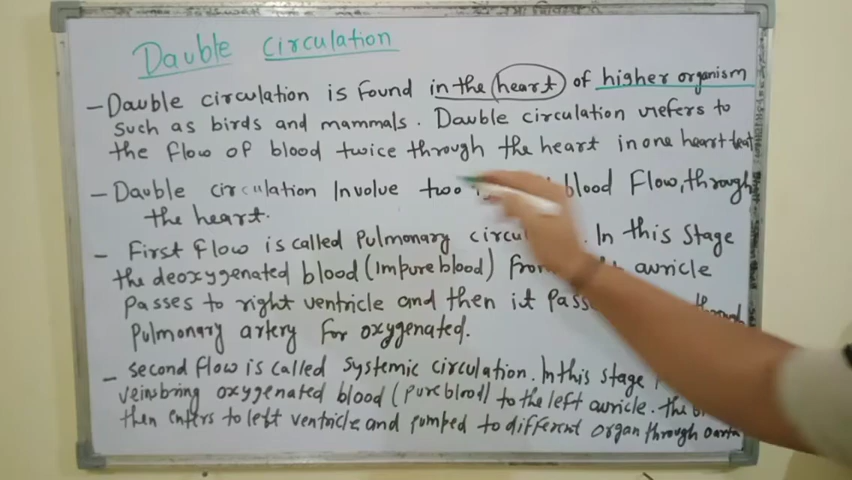 Dauble circulation
- Dauble circulation is Found in the heart of higher organism
such as birds and mammals. Dauble circulation refers to
the flow of blood twice through the heart in one heart beat
- Dauble circulation Involve two blood Flow, through
the heart.
- First flow is called Pulmonary In this stage
the deoxygenated blood (Impure blood) auricle
Passes to right ventricle and then it
Pulmonary artery For oxygenated.
- second flow is called Systemic circulation. In this stage
veins bring oxygenated blood (Pure blood) to the left auricle. the
then enters to left ventricle and pumped to different organ through oarta